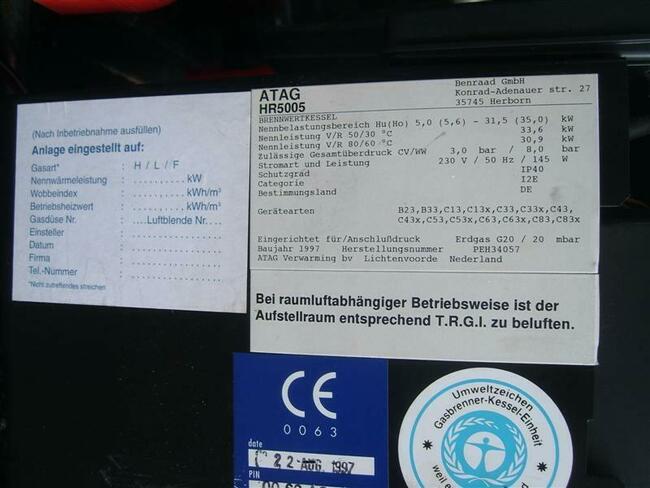 (Nach Inbetriebnahme ausfüllen)
Anlage eingestellt auf:
Gasart* : H / L / F
Nennwärmeleistung : ............kW
Wobbeindex : ............kWh/m³
Betriebsheizwert : ............kWh/m³
Gasdüse Nr. : ....Luftblende Nr.....
Einsteller : ....................
Datum : ....................
Firma : ....................
Tel.-Nummer : ....................
*Nicht zutreffendes streichen
ATAG
HR5005
Benraad GmbH
Konrad-Adenauer str. 27
35745 Herborn
BRENNWERTKESSEL
Nennbelastungsbereich Hu(Ho) 5,0 (5,6) - 31,5 (35,0) kW
Nennleistung V/R 50/30 °C 33,6 kW
Nennleistung V/R 80/60 °C 30,9 kW
Zulässige Gesamtüberdruck CV/WW 3,0 bar / 8,0 bar
Stromart und Leistung 230 V / 50 Hz / 145 W
Schutzgrad IP40
Categorie I2E
Bestimmungsland DE
Gerätearten B23,B33,C13,C13x,C33,C33x,C43,
C43x,C53,C53x,C63,C63x,C83,C83x
Eingerichtet für/Anschlußdruck Erdgas G20 / 20 mbar
Baujahr 1997 Herstellungsnummer PEH34057
ATAG Verwarming bv Lichtenvoorde Nederland
Bei raumluftabhängiger Betriebsweise ist der
Aufstellraum entsprechend T.R.G.I. zu beluften.
CE
0063
date
22 AUG. 1997
PIN
Umweltzeichen
Gasbrenner-Kessel-Einheit
weil